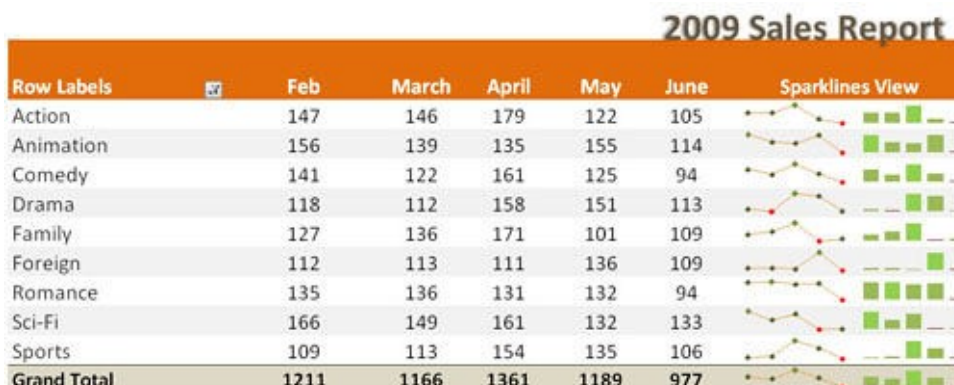 2009 Sales Report
Row Labels Feb March April May June Sparklines View
Action 147 146 179 122 105
Animation 156 139 135 155 114
Comedy 141 122 161 125 94
Drama 118 112 158 151 113
Family 127 136 171 101 109
Foreign 112 113 111 136 109
Romance 135 136 131 132 94
Sci-Fi 166 149 161 132 133
Sports 109 113 154 135 106
Grand Total 1211 1166 1361 1189 977